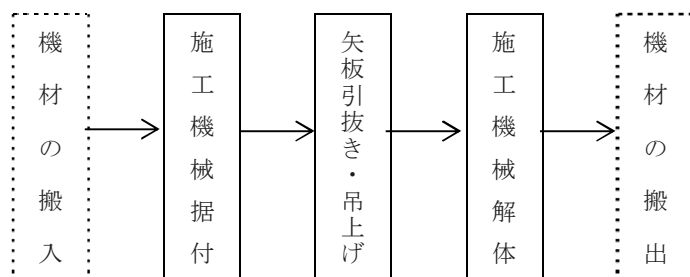 機材の搬入
施工機械据付
矢板引抜き・吊上げ
施工機械解体
機材の搬出